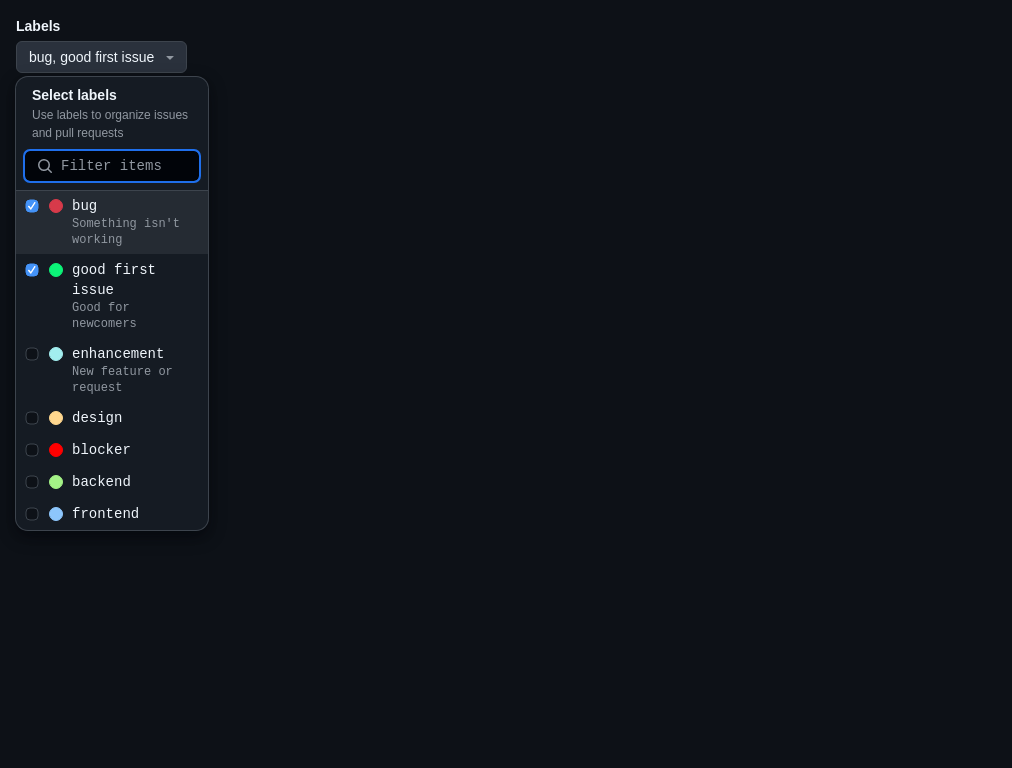 Labels
bug, good first issue
Select labels
Use labels to organize issues
and pull requests
Filter items
bug
Something isn't
working
good first
issue
Good for
newcomers
enhancement
New feature or
request
design
blocker
backend
frontend